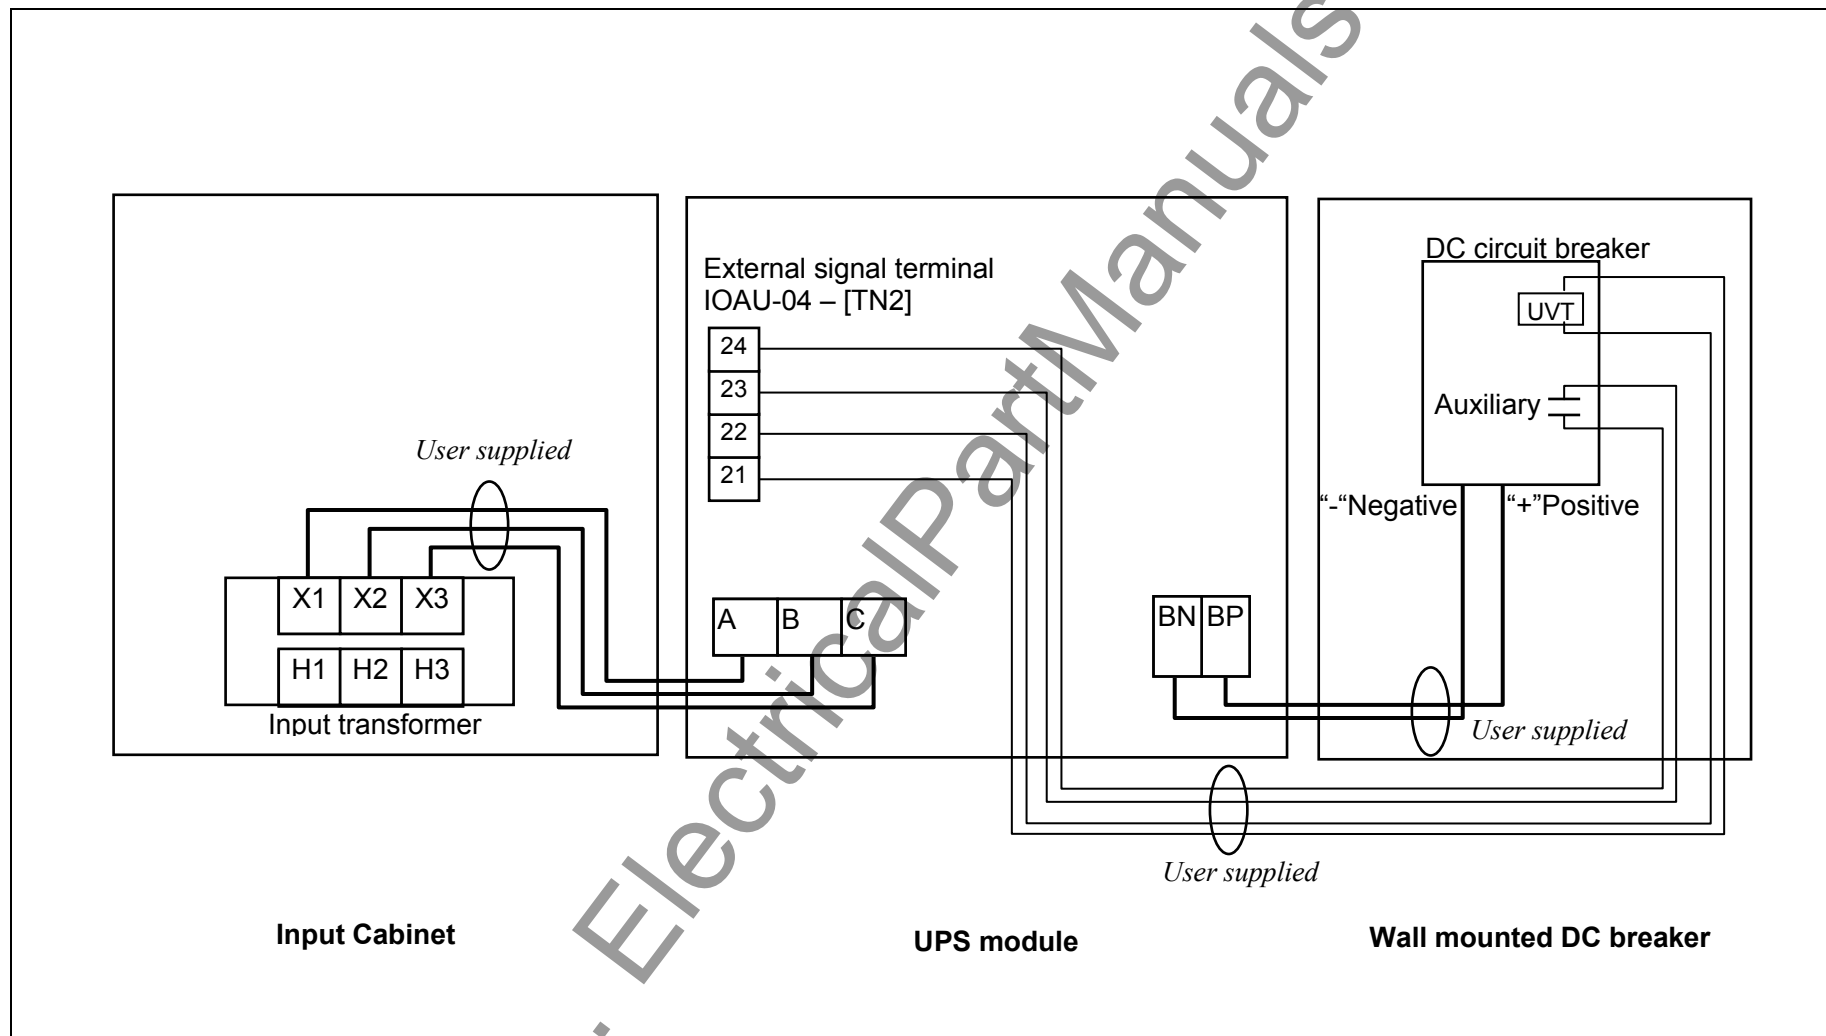 External signal terminal
IOAU-04 – [TN2]
24
23
22
21
DC circuit breaker
UVT
Auxiliary
“-“Negative
“+”Positive
User supplied
X1 X2 X3
H1 H2 H3
Input transformer
A B C
BN BP
User supplied
User supplied
Input Cabinet
UPS module
Wall mounted DC breaker
. ElectricalPartManuals